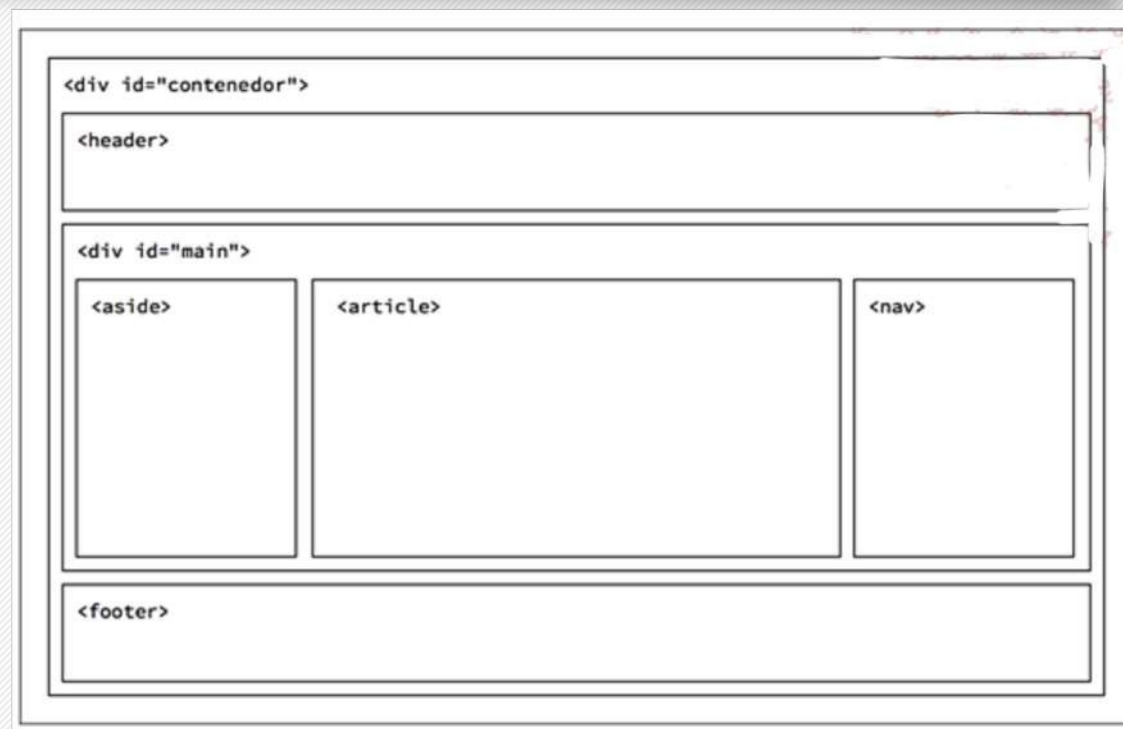 <div id="contenedor">
<header>
<div id="main">
<aside>
<article>
<nav>
<footer>